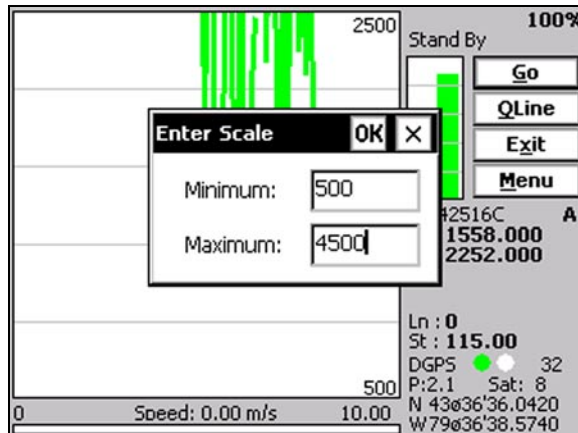 2500
100%
Stand By
Go
QLine
Exit
Menu
Enter Scale OK ×
Minimum: 500
Maximum: 4500
42516C A
1558.000
2252.000
Ln : 0
St : 115.00
DGPS 32
P:2.1 Sat: 8
N 43ø36'36.0420
W79ø36'38.5740
500
0 Speed: 0.00 m/s 10.00